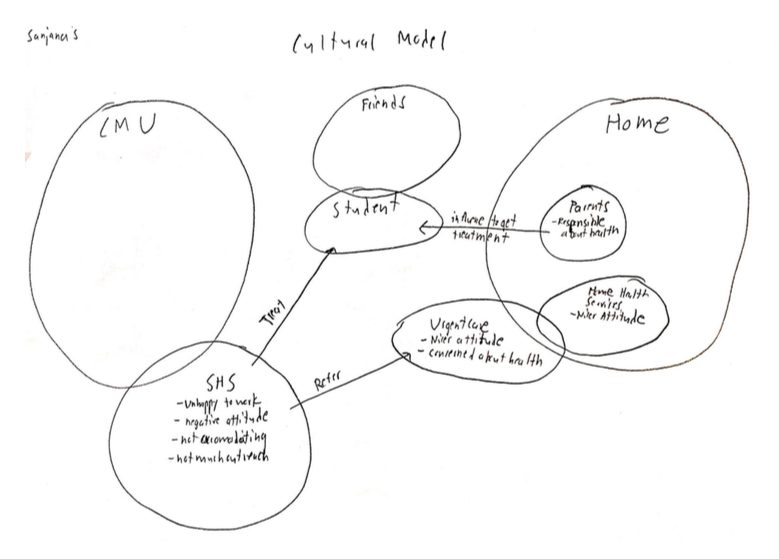 Sanjana's
Cultural Model
CMU
Friends
Home
Student
influence to get
treatment
Parents
-responsible
about health
Home Health
Services
-Nicer Attitude
Treat
Urgent care
- Nicer attitude
- concerned about health
Refer
SHS
-unhappy to work
- negative attitude
- not accomodating
- not much outreach